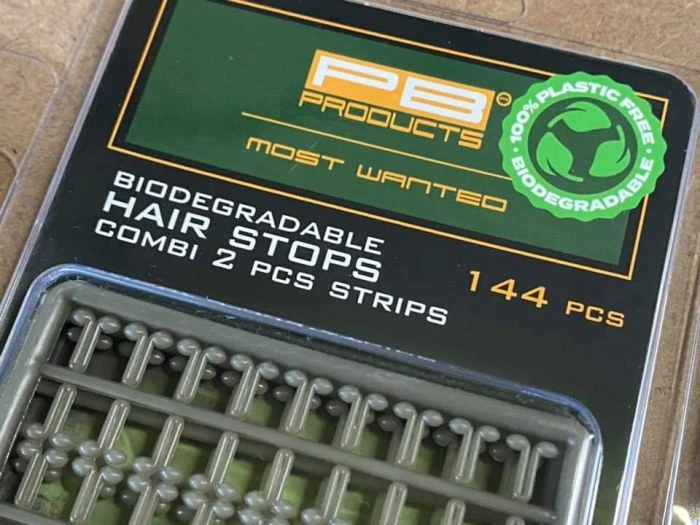 PB
PRODUCTS
MOST WANTED
100% PLASTIC FREE
BIODEGRADABLE
BIODEGRADABLE
HAIR STOPS
COMBI 2 PCS STRIPS
144 PCS